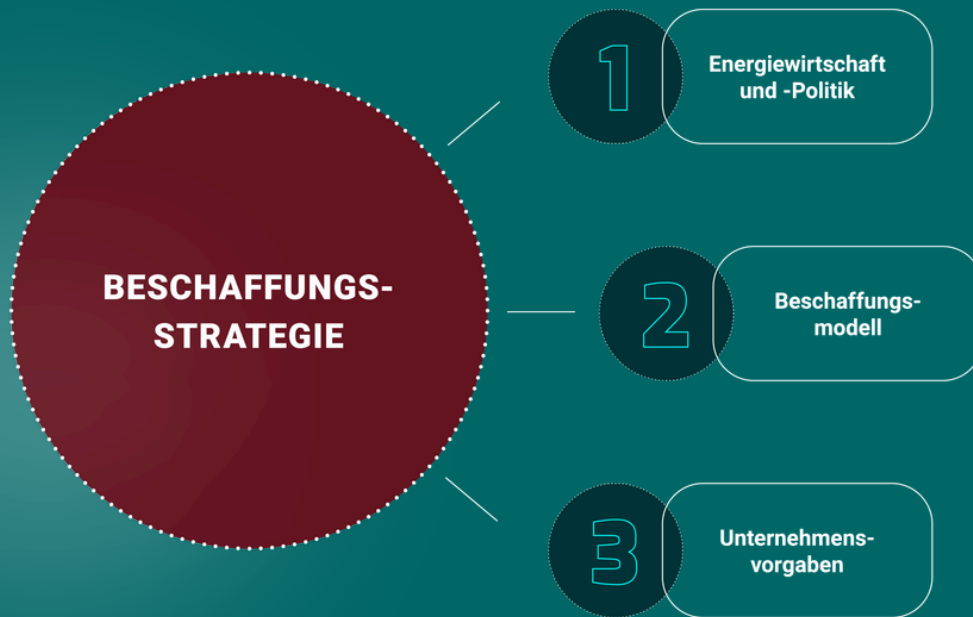 BESCHAFFUNGS-
STRATEGIE
1
Energiewirtschaft
und -Politik
2
Beschaffungs-
modell
3
Unternehmens-
vorgaben